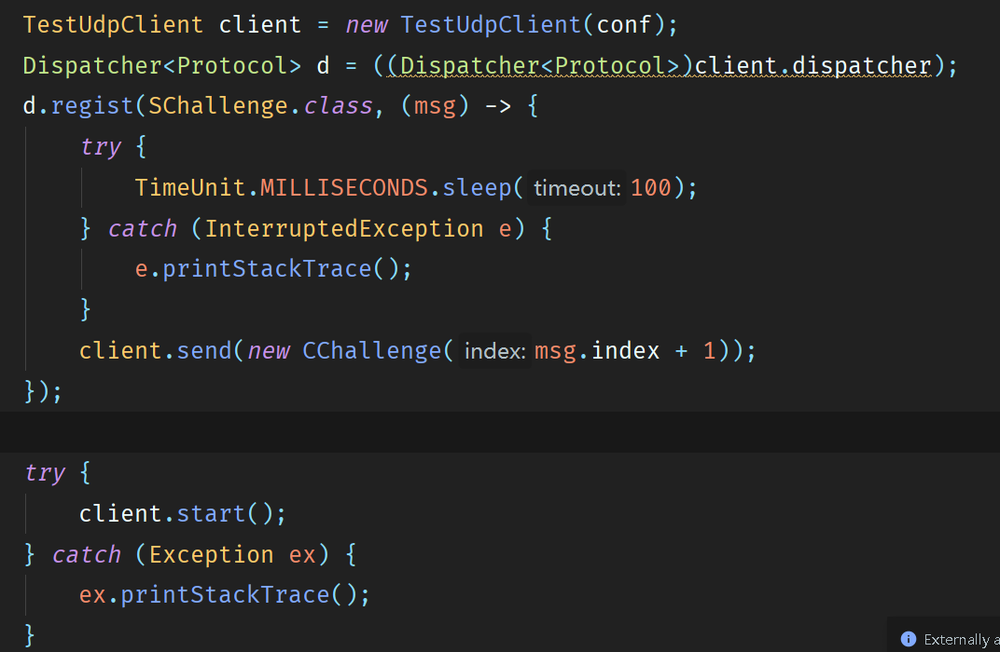 TestUdpClient client = new TestUdpClient(conf);
Dispatcher<Protocol> d = ((Dispatcher<Protocol>)client.dispatcher);
d.regist(SChallenge.class, (msg) -> {
try {
TimeUnit.MILLISECONDS.sleep( timeout: 100);
} catch (InterruptedException e) {
e.printStackTrace();
}
client.send(new CChallenge( index: msg.index + 1));
});
try {
client.start();
} catch (Exception ex) {
ex.printStackTrace();
}
Externally a